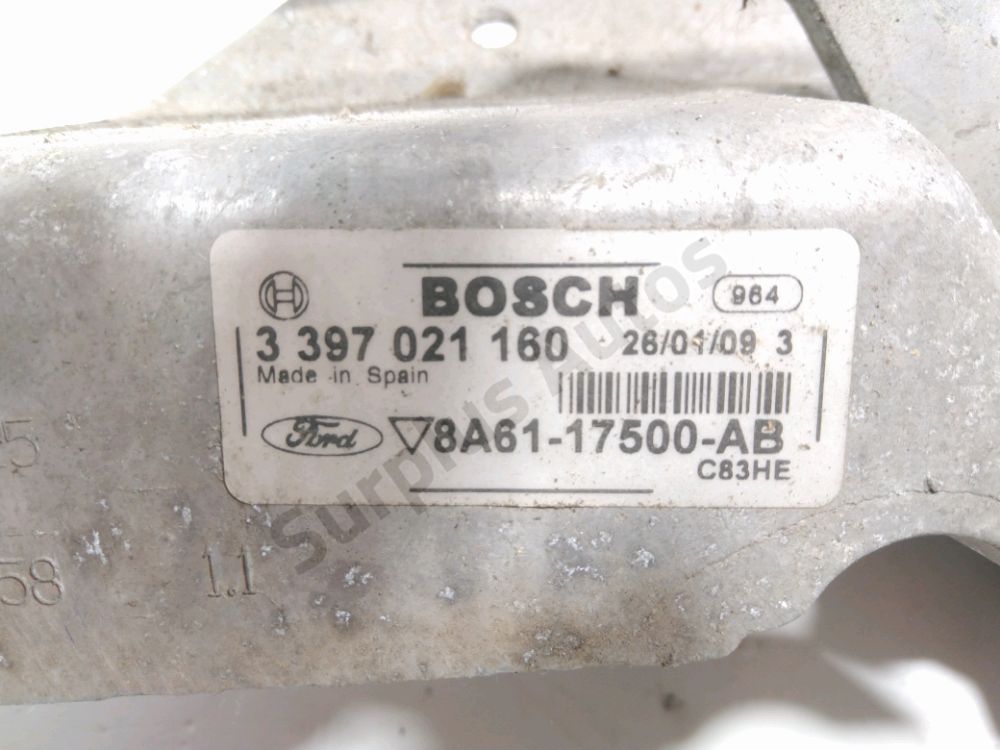 BOSCH 964
3 397 021 160 26/01/09 3
Made in Spain
Ford ▽8A61-17500-AB
C83HE
5
58 1.1
Surplus Autos